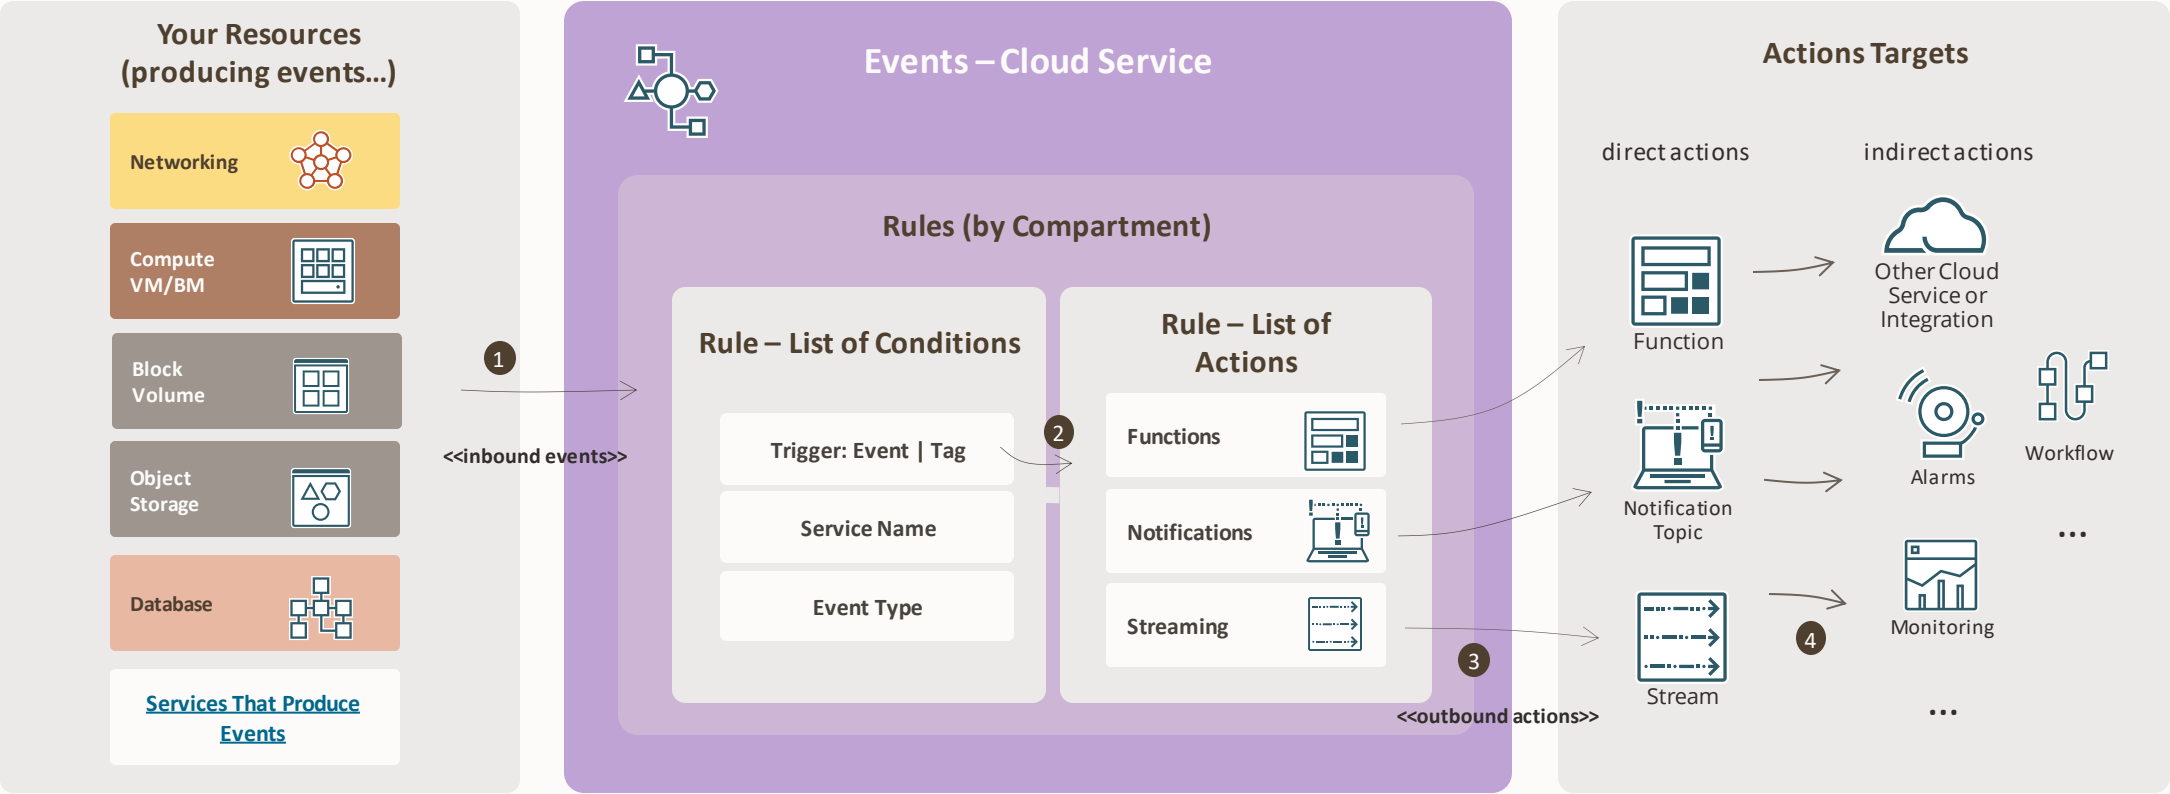 Your Resources
(producing events...)
Networking
Compute
VM/BM
Block
Volume
Object
Storage
Database
Services That Produce
Events
1
<<inbound events>>
Events – Cloud Service
Rules (by Compartment)
Rule – List of Conditions
Trigger: Event | Tag
Service Name
Event Type
2
Rule – List of
Actions
Functions
Notifications
Streaming
3
<<outbound actions>>
Actions Targets
direct actions
Function
Notification
Topic
Stream
indirect actions
Other Cloud
Service or
Integration
Alarms
Workflow
...
Monitoring
4
...